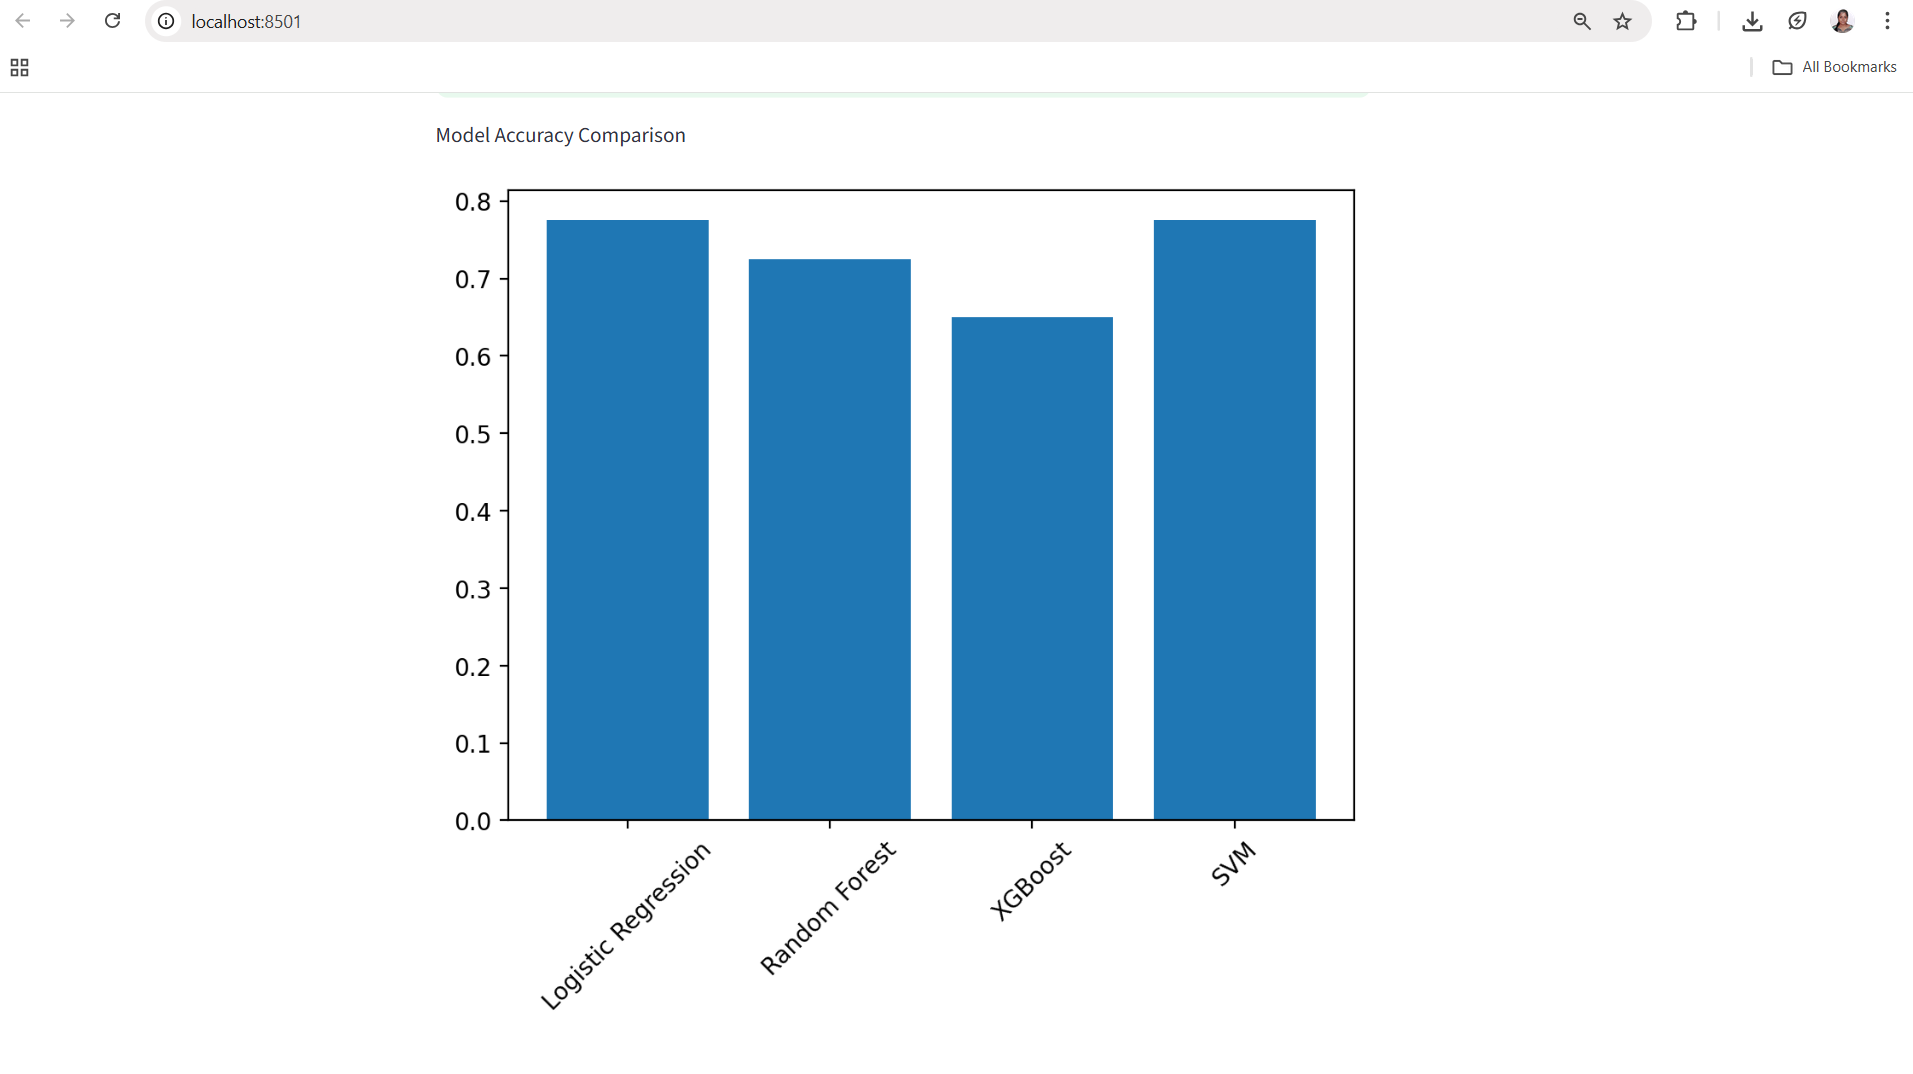 localhost:8501
All Bookmarks
Model Accuracy Comparison
0.8
0.7
0.6
0.5
0.4
0.3
0.2
0.1
0.0
Logistic Regression
Random Forest
XGBoost
SVM